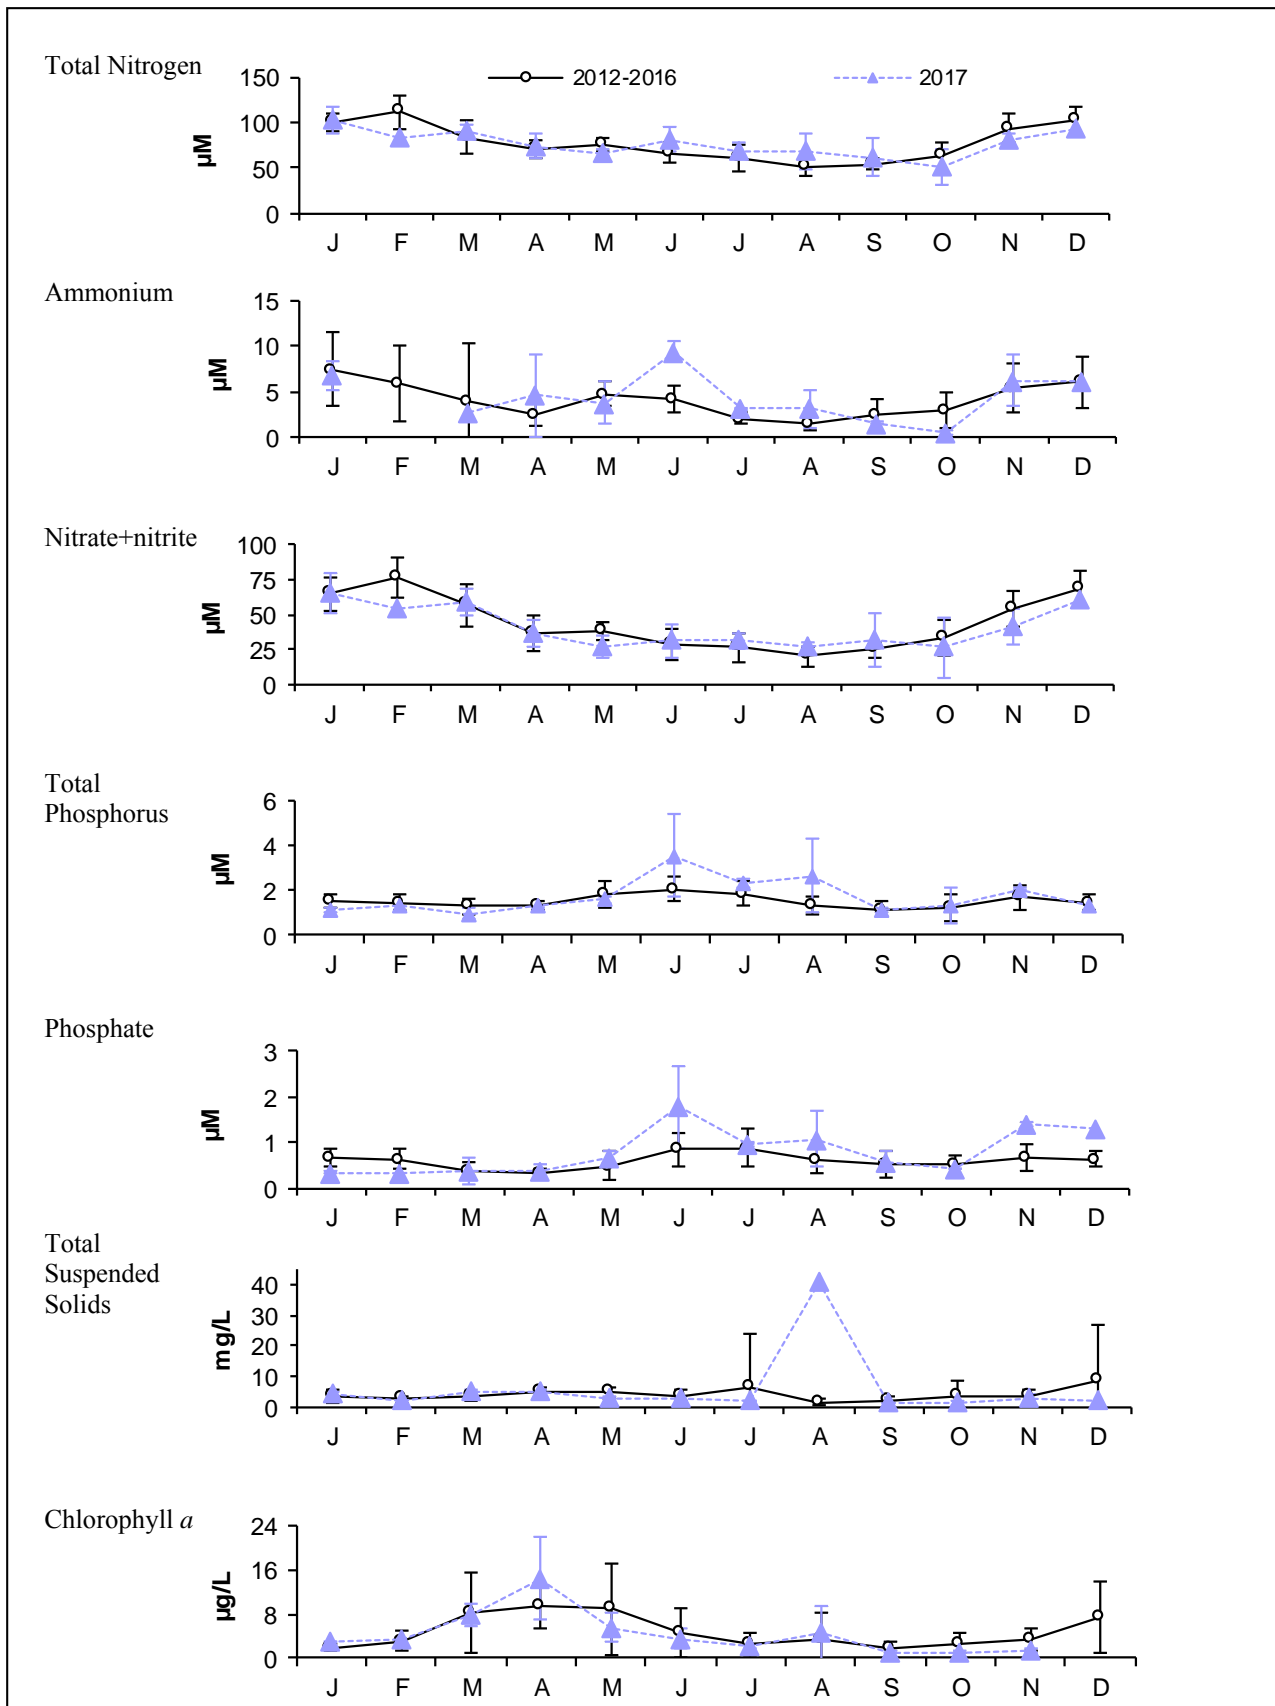 Total Nitrogen
2012-2016
2017
150
100
50
0
µM
J F M A M J J A S O N D
Ammonium
15
10
5
0
µM
J F M A M J J A S O N D
Nitrate+nitrite
100
75
50
25
0
µM
J F M A M J J A S O N D
Total
Phosphorus
6
4
2
0
µM
J F M A M J J A S O N D
Phosphate
3
2
1
0
µM
J F M A M J J A S O N D
Total
Suspended
Solids
40
30
20
10
0
mg/L
J F M A M J J A S O N D
Chlorophyll a
24
16
8
0
µg/L
J F M A M J J A S O N D